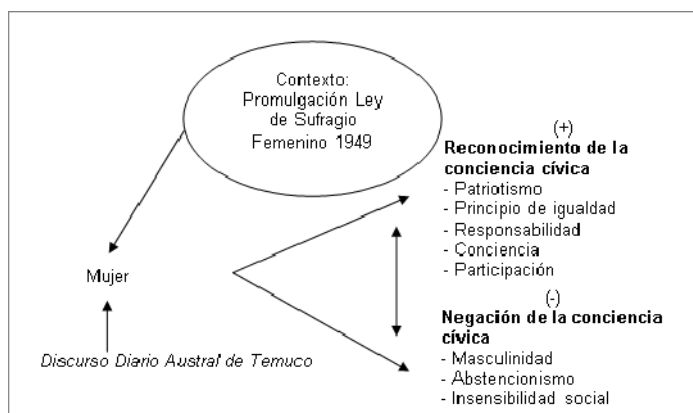 Contexto:
Promulgación Ley
de Sufragio
Femenino 1949
(+)
Reconocimiento de la
conciencia cívica
- Patriotismo
- Principio de igualdad
- Responsabilidad
- Conciencia
- Participación
Mujer
(-)
Negación de la conciencia
cívica
- Masculinidad
- Abstencionismo
- Insensibilidad social
Discurso Diario Austral de Temuco